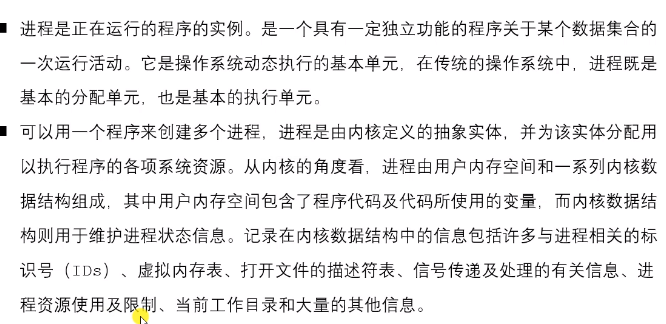 ■ 进程是正在运行的程序的实例。是一个具有一定独立功能的程序关于某个数据集合的
一次运行活动。它是操作系统动态执行的基本单元，在传统的操作系统中，进程既是
基本的分配单元，也是基本的执行单元。
■ 可以用一个程序来创建多个进程，进程是由内核定义的抽象实体，并为该实体分配用
以执行程序的各项系统资源。从内核的角度看，进程由用户内存空间和一系列内核数
据结构组成，其中用户内存空间包含了程序代码及代码所使用的变量，而内核数据结
构则用于维护进程状态信息。记录在内核数据结构中的信息包括许多与进程相关的标
识号（IDs）、虚拟内存表、打开文件的描述符表、信号传递及处理的有关信息、进
程资源使用及限制、当前工作目录和大量的其他信息。